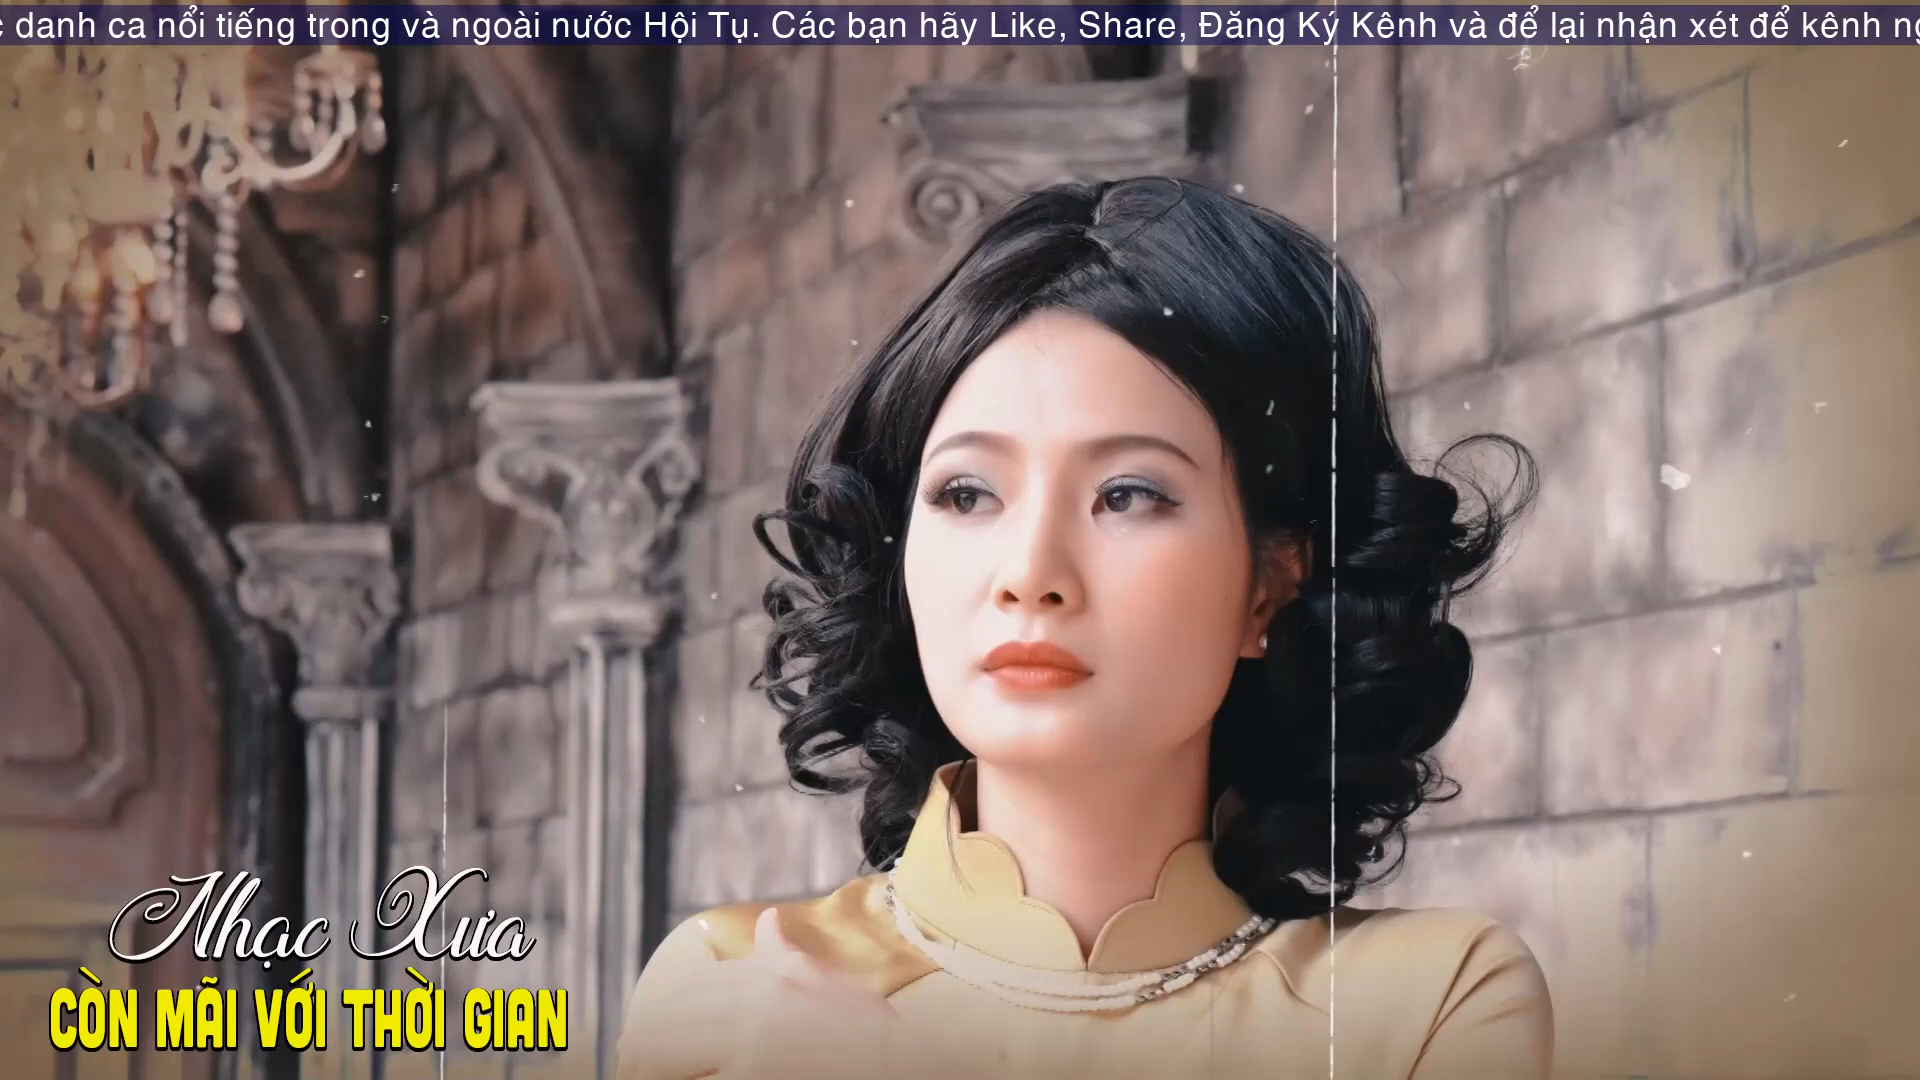 danh ca nổi tiếng trong và ngoài nước Hội Tụ. Các bạn hãy Like, Share, Đăng Ký Kênh và để lại nhận xét để kênh
Nhạc Xưa
CÒN MÃI VỚI THỜI GIAN